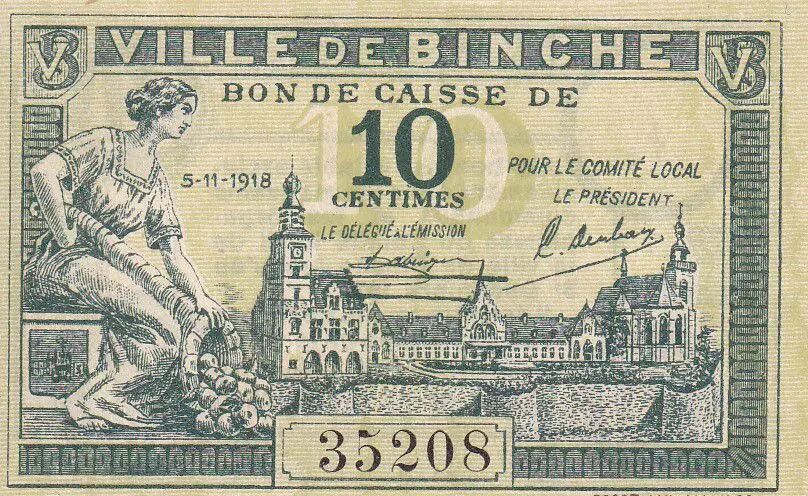 VILLE DE BINCHE
VB
VB
BON DE CAISSE DE
10
CENTIMES
5-11-1918
POUR LE COMITÉ LOCAL
LE PRÉSIDENT
LE DÉLÉGUÉ À L'ÉMISSION
35208